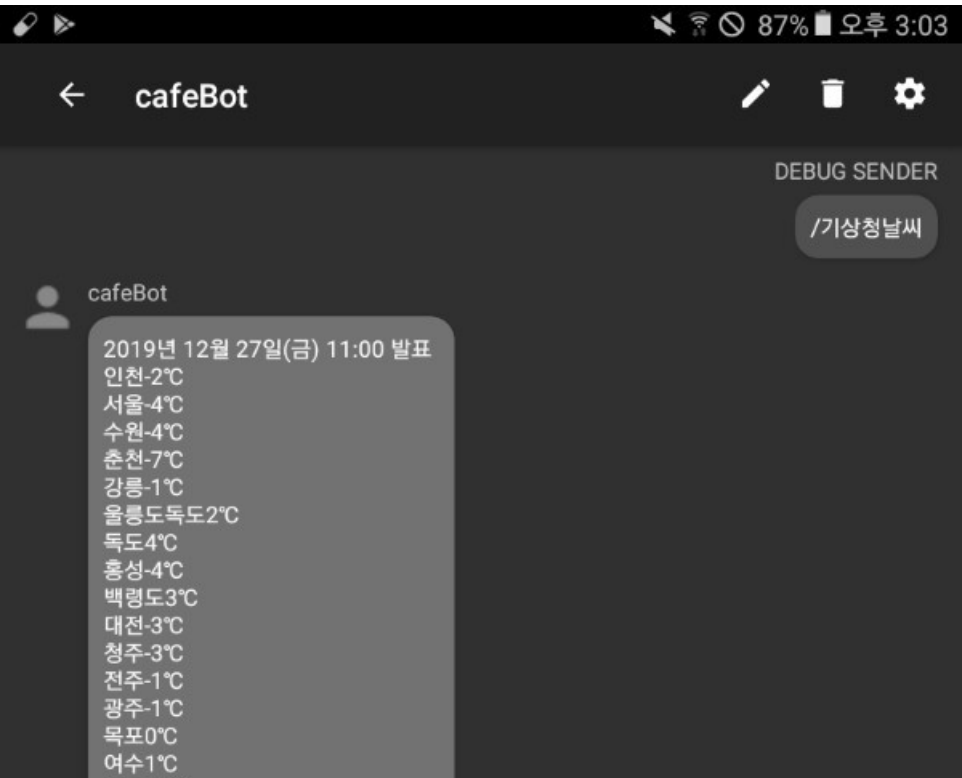 87% 오후 3:03
cafeBot
DEBUG SENDER
/기상청날씨
cafeBot
2019년 12월 27일(금) 11:00 발표
인천-2℃
서울-4℃
수원-4℃
춘천-7℃
강릉-1℃
울릉도독도2℃
독도4℃
홍성-4℃
백령도3℃
대전-3℃
청주-3℃
전주-1℃
광주-1℃
목포0℃
여수1℃